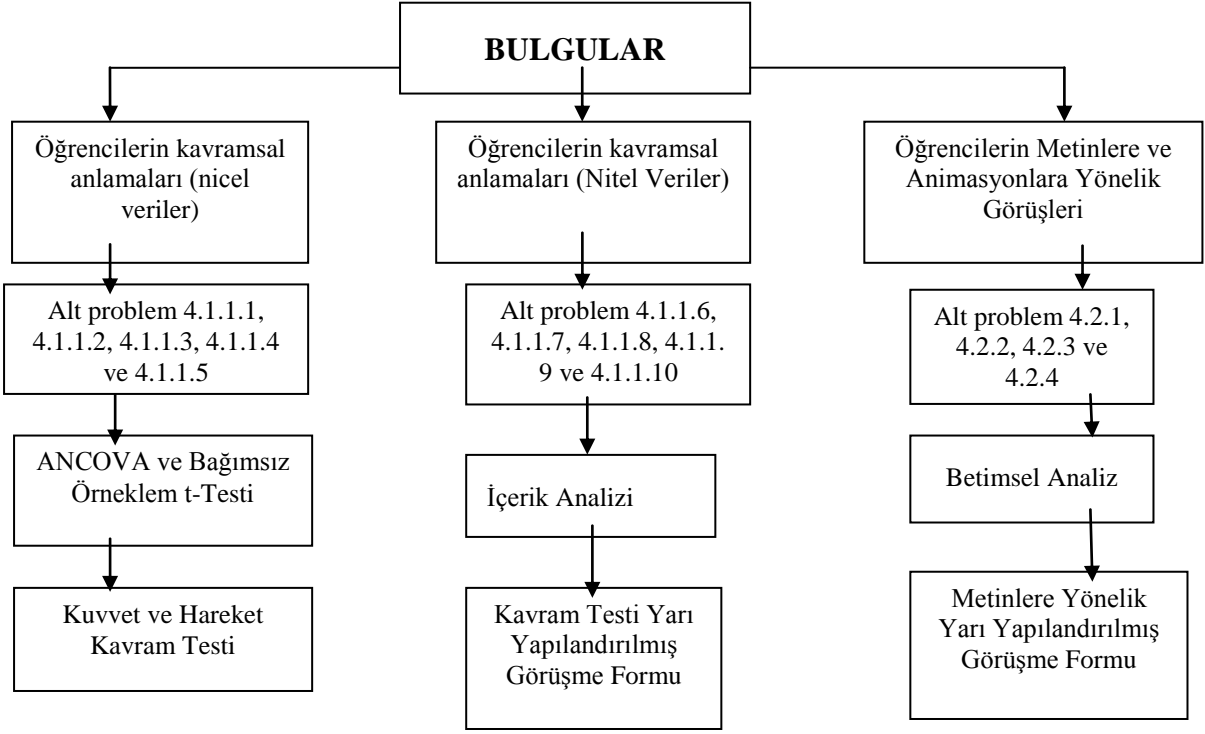 BULGULAR
Öğrencilerin kavramsal
anlamaları (nicel
veriler)
Öğrencilerin kavramsal
anlamaları (Nitel Veriler)
Öğrencilerin Metinlere ve
Animasyonlara Yönelik
Görüşleri
Alt problem 4.1.1.1,
4.1.1.2, 4.1.1.3, 4.1.1.4
ve 4.1.1.5
Alt problem 4.1.1.6,
4.1.1.7, 4.1.1.8, 4.1.1.
9 ve 4.1.1.10
Alt problem 4.2.1,
4.2.2, 4.2.3 ve
4.2.4
ANCOVA ve Bağımsız
Örneklem t-Testi
İçerik Analizi
Betimsel Analiz
Kuvvet ve Hareket
Kavram Testi
Kavram Testi Yarı
Yapılandırılmış
Görüşme Formu
Metinlere Yönelik
Yarı Yapılandırılmış
Görüşme Formu